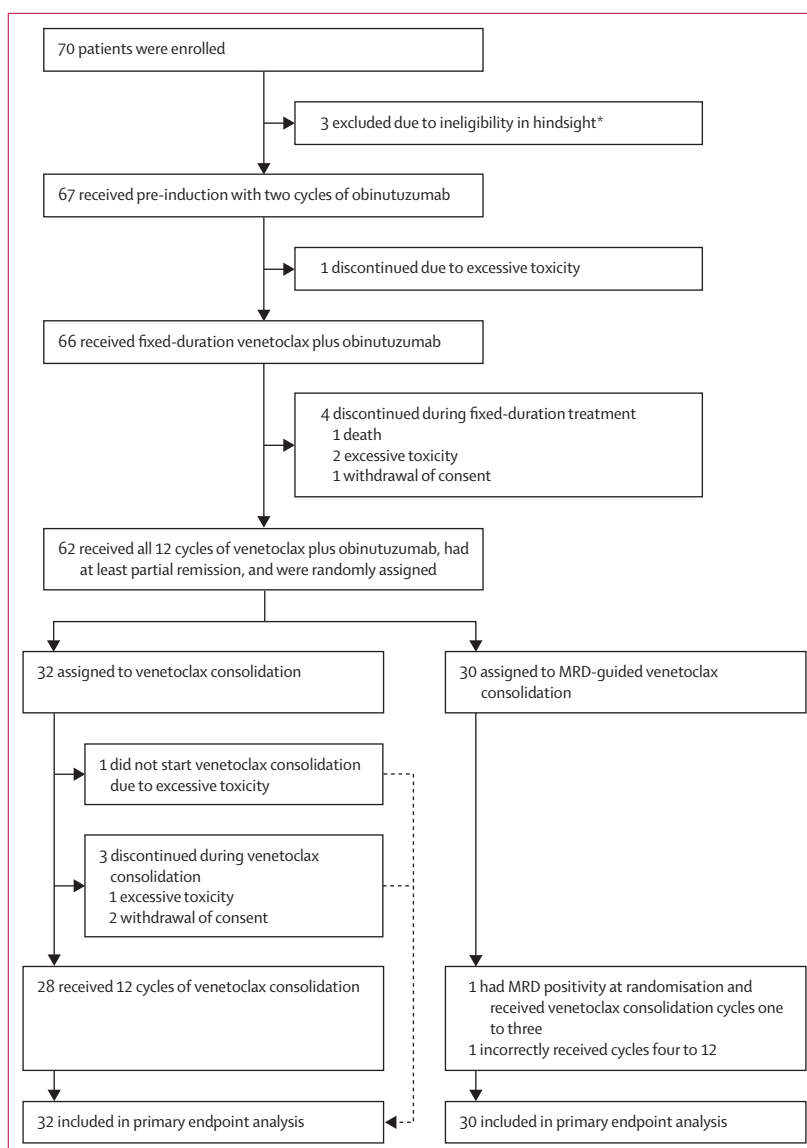 70 patients were enrolled
3 excluded due to ineligibility in hindsight*
67 received pre-induction with two cycles of obinutuzumab
1 discontinued due to excessive toxicity
66 received fixed-duration venetoclax plus obinutuzumab
4 discontinued during fixed-duration treatment
1 death
2 excessive toxicity
1 withdrawal of consent
62 received all 12 cycles of venetoclax plus obinutuzumab, had
at least partial remission, and were randomly assigned
32 assigned to venetoclax consolidation
30 assigned to MRD-guided venetoclax
consolidation
1 did not start venetoclax consolidation
due to excessive toxicity
3 discontinued during venetoclax
consolidation
1 excessive toxicity
2 withdrawal of consent
28 received 12 cycles of venetoclax consolidation
1 had MRD positivity at randomisation and
received venetoclax consolidation cycles one
to three
1 incorrectly received cycles four to 12
32 included in primary endpoint analysis
30 included in primary endpoint analysis